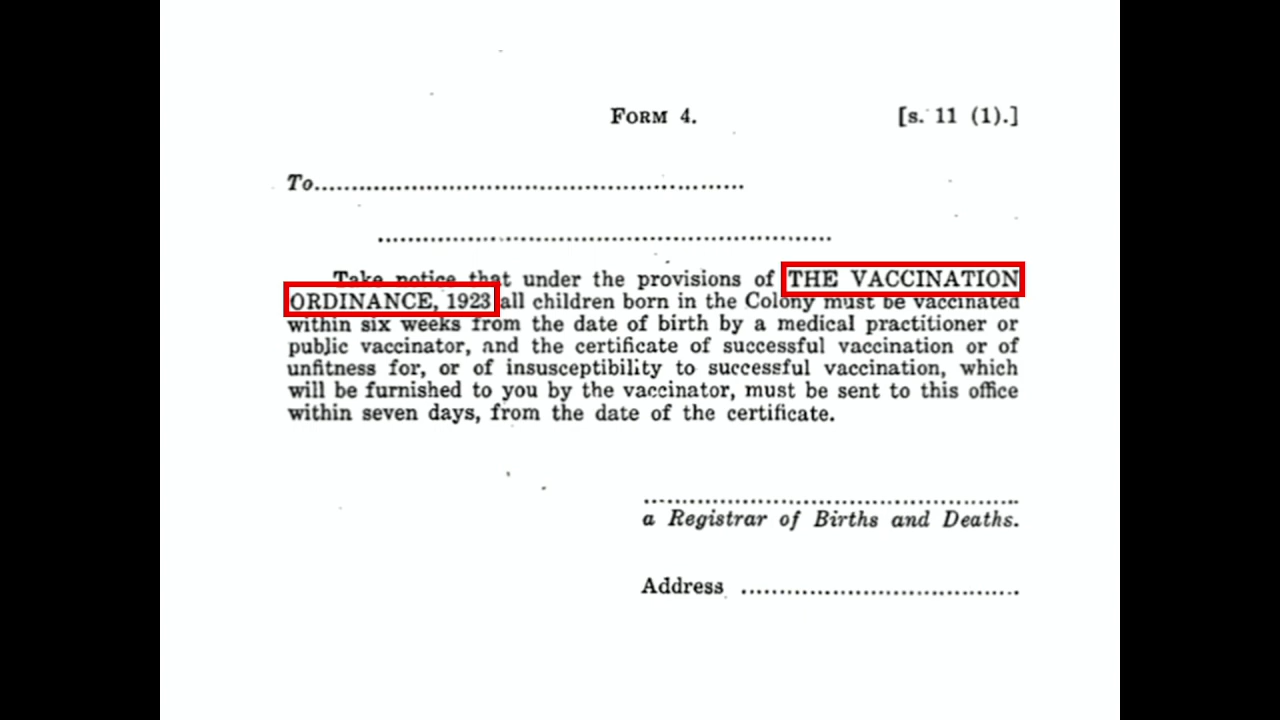 FORM 4. [s. 11 (1).]
To..........................................................
............................................................
Take notice that under the provisions of THE VACCINATION
ORDINANCE, 1923 all children born in the Colony must be vaccinated
within six weeks from the date of birth by a medical practitioner or
public vaccinator, and the certificate of successful vaccination or of
unfitness for, or of insusceptibility to successful vaccination, which
will be furnished to you by the vaccinator, must be sent to this office
within seven days, from the date of the certificate.
..................................................
a Registrar of Births and Deaths.
Address .....................................